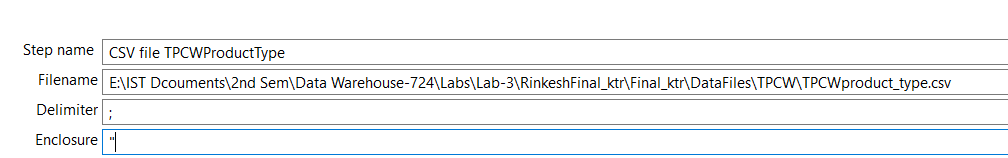 Step name CSV file TPCWProductType
Filename E:\IST Dcouments\2nd Sem\Data Warehouse-724\Labs\Lab-3\RinkeshFinal_ktr\Final_ktr\DataFiles\TPCW\TPCWproduct_type.csv
Delimiter ;
Enclosure "